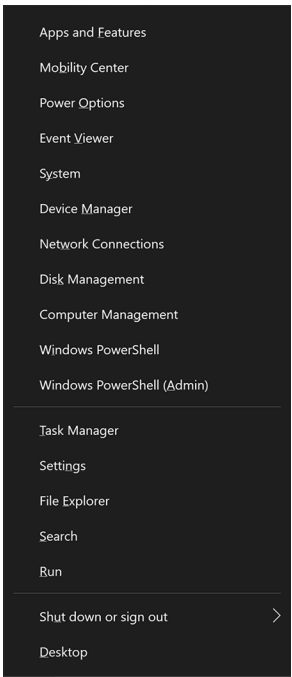 Apps and Features
Mobility Center
Power Options
Event Viewer
System
Device Manager
Network Connections
Disk Management
Computer Management
Windows PowerShell
Windows PowerShell (Admin)
Task Manager
Settings
File Explorer
Search
Run
Shut down or sign out
Desktop